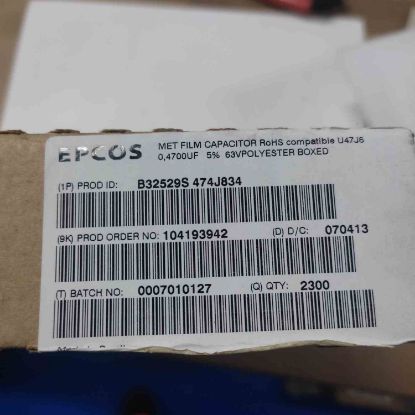 EPCOS MET FILM CAPACITOR RoHS compatible U47J6
0,4700UF 5% 63VPOLYESTER BOXED
(1P) PROD ID: B32529S 474J834
(9K) PROD ORDER NO: 104193942 (D) D/C: 070413
(T) BATCH NO: 0007010127 (Q) QTY: 2300